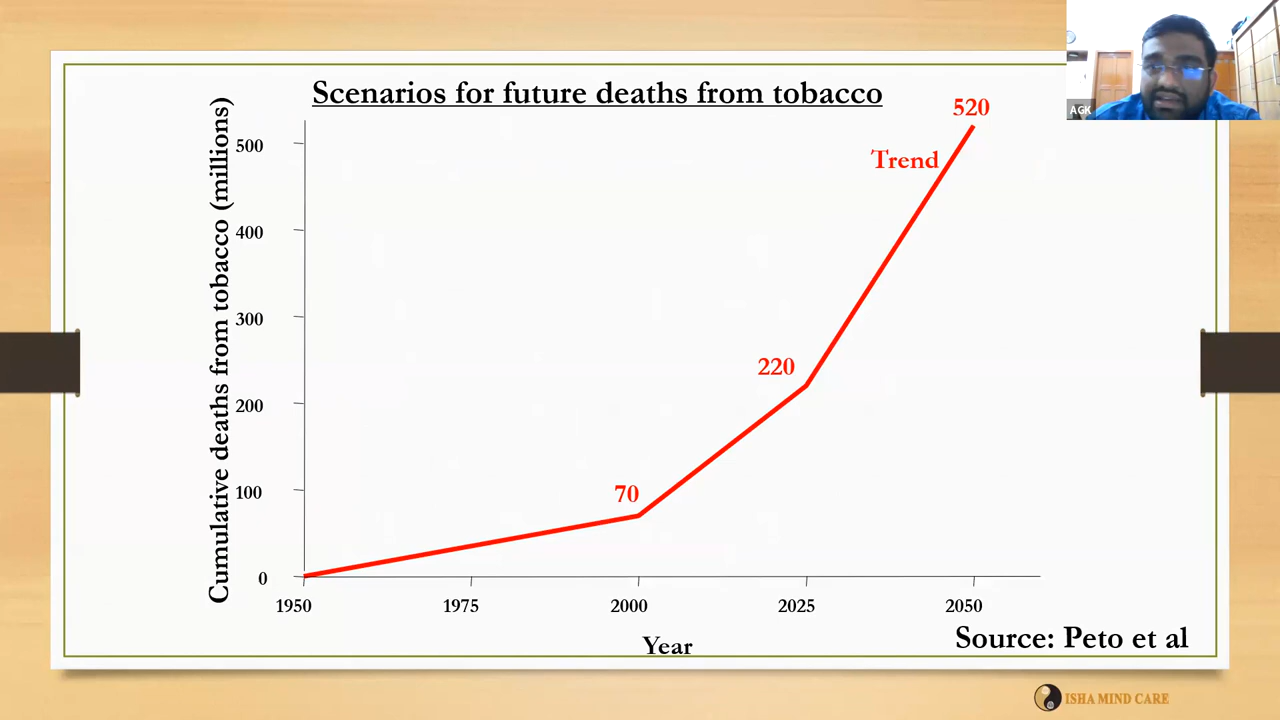 Scenarios for future deaths from tobacco
AGK
Cumulative deaths from tobacco (millions)
500
400
300
200
100
0
520
Trend
220
70
1950 1975 2000 2025 2050
Year
Source: Peto et al
ISHA MIND CARE